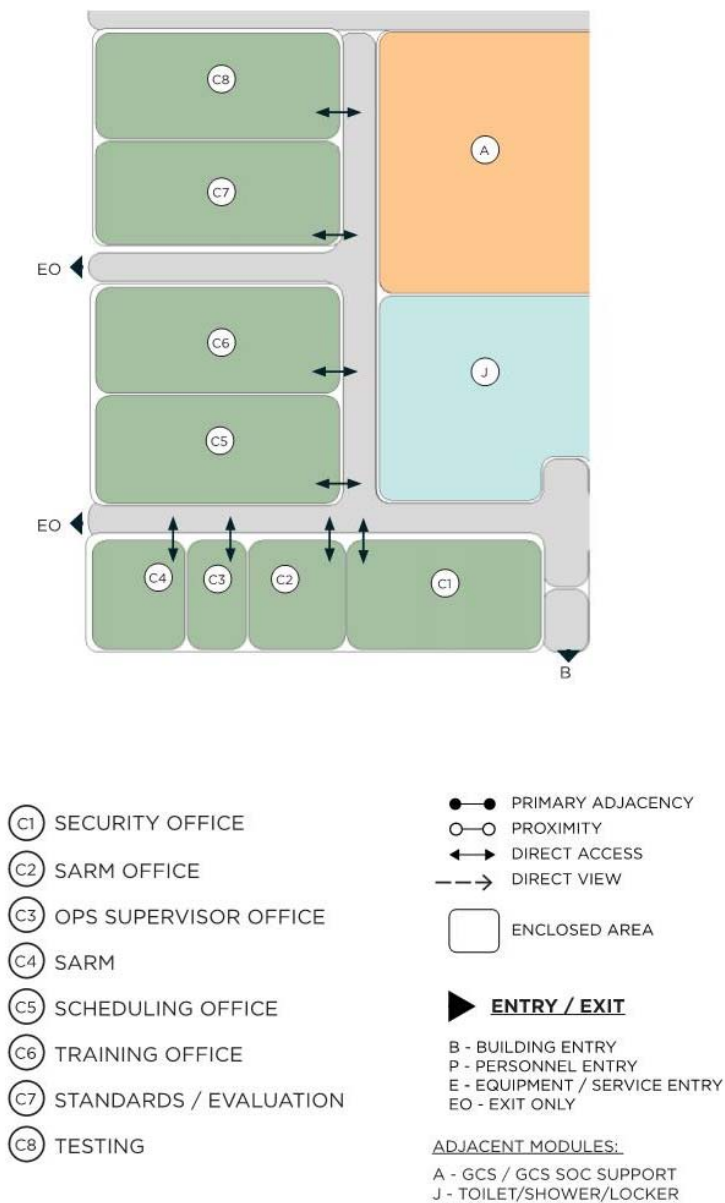 C8
A
C7
EO
C6
J
C5
EO
C4 C3 C2 C1
B
C1 SECURITY OFFICE
C2 SARM OFFICE
C3 OPS SUPERVISOR OFFICE
C4 SARM
C5 SCHEDULING OFFICE
C6 TRAINING OFFICE
C7 STANDARDS / EVALUATION
C8 TESTING
PRIMARY ADJACENCY
PROXIMITY
DIRECT ACCESS
DIRECT VIEW
ENCLOSED AREA
ENTRY / EXIT
B - BUILDING ENTRY
P - PERSONNEL ENTRY
E - EQUIPMENT / SERVICE ENTRY
EO - EXIT ONLY
ADJACENT MODULES:
A - GCS / GCS SOC SUPPORT
J - TOILET/SHOWER/LOCKER